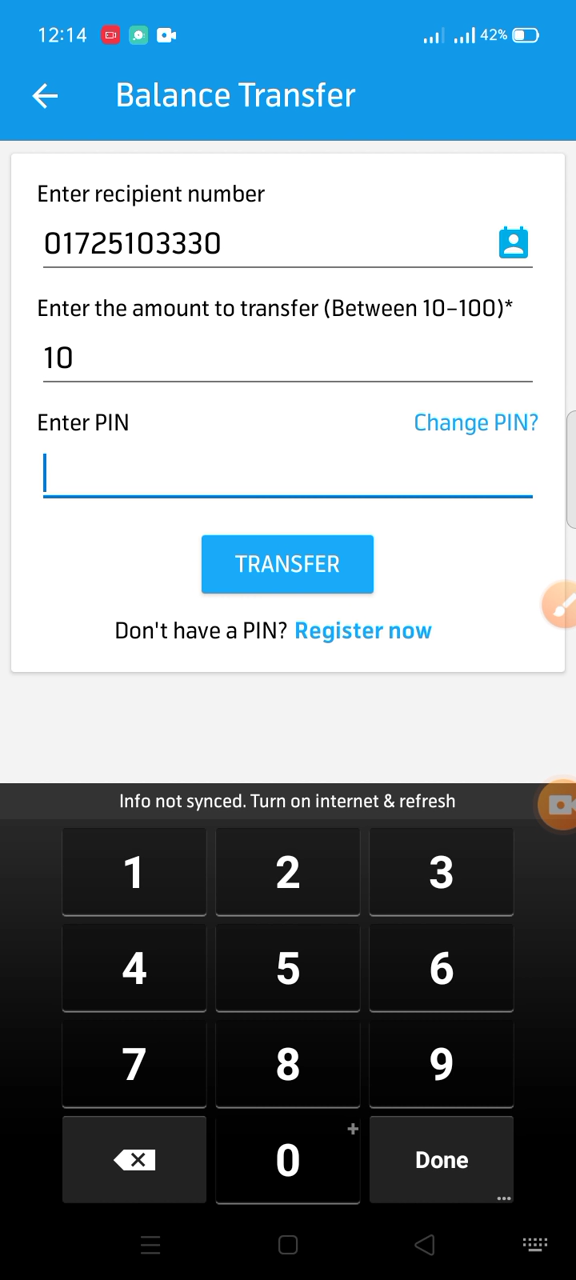 12:14 42%
Balance Transfer
Enter recipient number
01725103330
Enter the amount to transfer (Between 10-100)*
10
Enter PIN Change PIN?
TRANSFER
Don't have a PIN? Register now
Info not synced. Turn on internet & refresh
1 2 3
4 5 6
7 8 9
+
0 Done
...